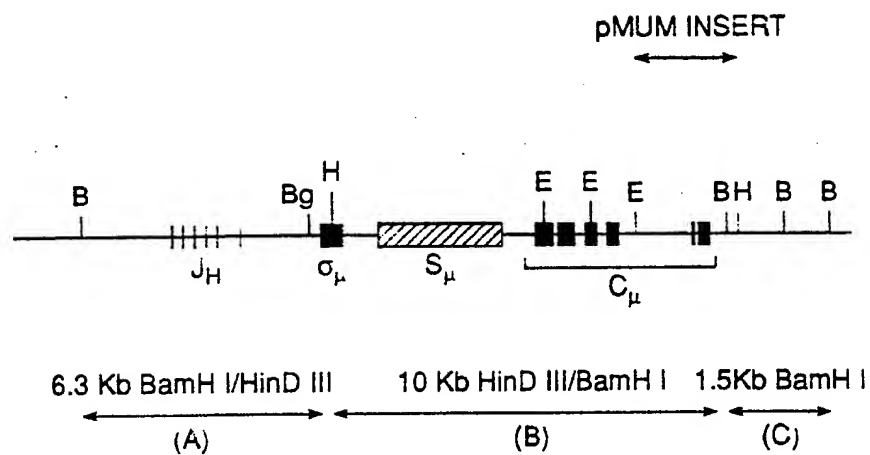 pMUM INSERT
B Bg H E E E B H B B
J_H σ_μ S_μ C_μ
6.3 Kb BamH I/HinD III 10 Kb HinD III/BamH I 1.5Kb BamH I
(A) (B) (C)